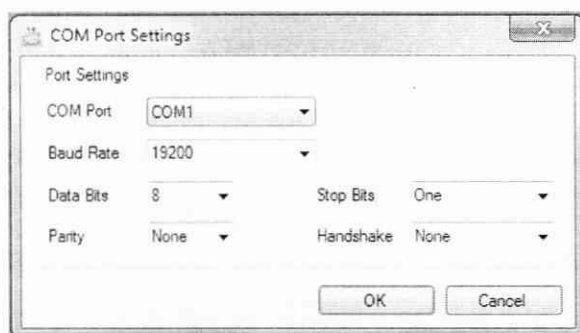 COM Port Settings
Port Settings
COM Port COM1
Baud Rate 19200
Data Bits 8 Stop Bits One
Parity None Handshake None
OK Cancel